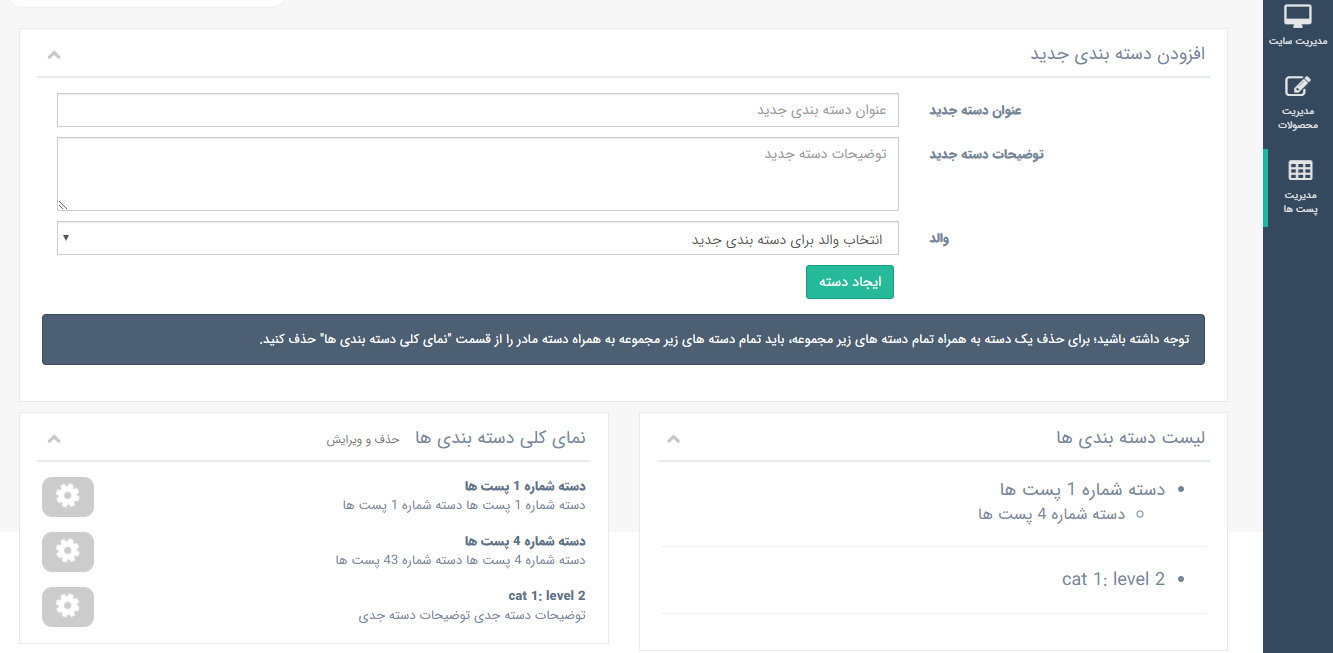 مدیریت سایت
مدیریت
محصولات
مدیریت
پست ها
افزودن دسته بندی جدید
عنوان دسته جدید
عنوان دسته بندی جدید
توضیحات دسته جدید
توضیحات دسته جدید
والد
انتخاب والد برای دسته بندی جدید
ایجاد دسته
توجه داشته باشید؛ برای حذف یک دسته به همراه تمام دسته های زیر مجموعه، باید تمام دسته های زیر مجموعه به همراه دسته مادر را از قسمت "نمای کلی دسته بندی ها" حذف کنید.
لیست دسته بندی ها
دسته شماره 1 پست ها
دسته شماره 4 پست ها
cat 1: level 2
نمای کلی دسته بندی ها حذف و ویرایش
دسته شماره 1 پست ها
دسته شماره 1 پست ها دسته شماره 1 پست ها
دسته شماره 4 پست ها
دسته شماره 4 پست ها دسته شماره 43 پست ها
cat 1: level 2
توضیحات دسته جدی توضیحات دسته جدی